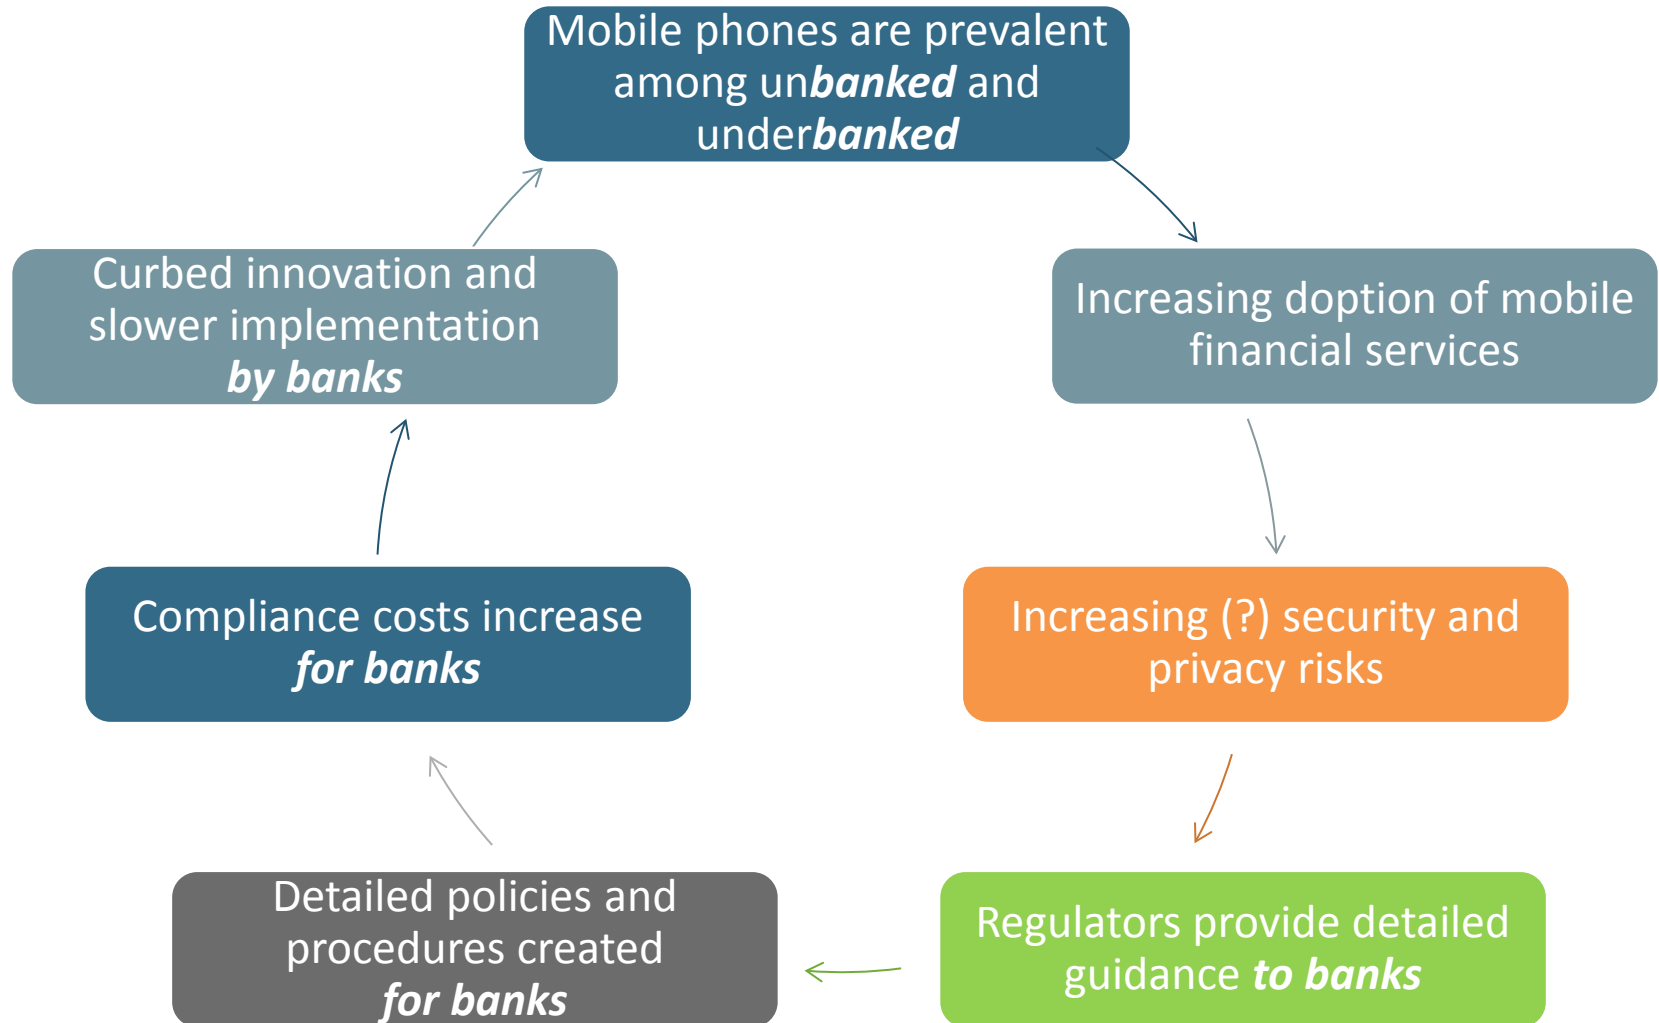 Mobile phones are prevalent
among unbanked and
underbanked
Increasing doption of mobile
financial services
Increasing (?) security and
privacy risks
Regulators provide detailed
guidance to banks
Detailed policies and
procedures created
for banks
Compliance costs increase
for banks
Curbed innovation and
slower implementation
by banks